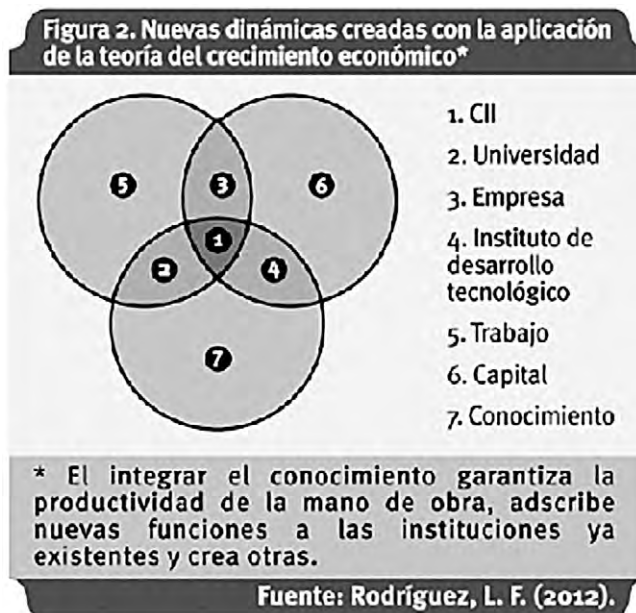 Figura 2. Nuevas dinámicas creadas con la aplicación
de la teoría del crecimiento económico*
5
3
6
1
2
4
7
1. CII
2. Universidad
3. Empresa
4. Instituto de
desarrollo
tecnológico
5. Trabajo
6. Capital
7. Conocimiento
* El integrar el conocimiento garantiza la
productividad de la mano de obra, adscribe
nuevas funciones a las instituciones ya
existentes y crea otras.
Fuente: Rodríguez, L. F. (2012).